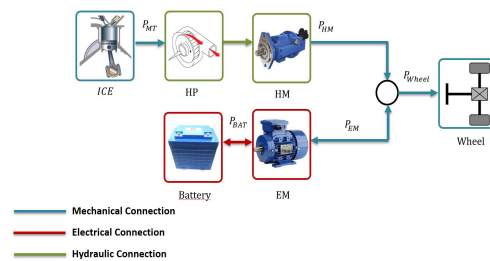 P_MT
P_HM
ICE
HP
HM
P_Wheel
P_BAT
P_EM
Wheel
Battery
EM
Mechanical Connection
Electrical Connection
Hydraulic Connection